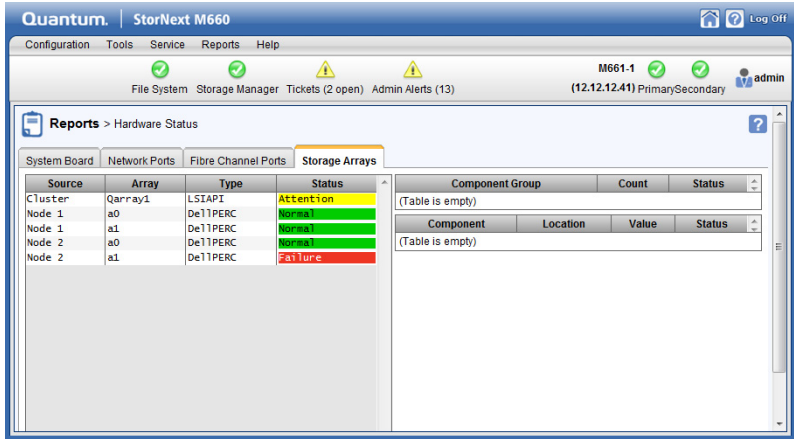 Quantum. StorNext M660 Log Off
Configuration Tools Service Reports Help
M661-1
File System Storage Manager Tickets (2 open) Admin Alerts (13) (12.12.12.41) Primary Secondary admin
Reports > Hardware Status
System Board Network Ports Fibre Channel Ports Storage Arrays
Source Array Type Status Component Group Count Status
Cluster Qarray1 LSIAPI Attention (Table is empty)
Node 1 a0 DellPERC Normal
Node 1 a1 DellPERC Normal Component Location Value Status
Node 2 a0 DellPERC Normal (Table is empty)
Node 2 a1 DellPERC Failure